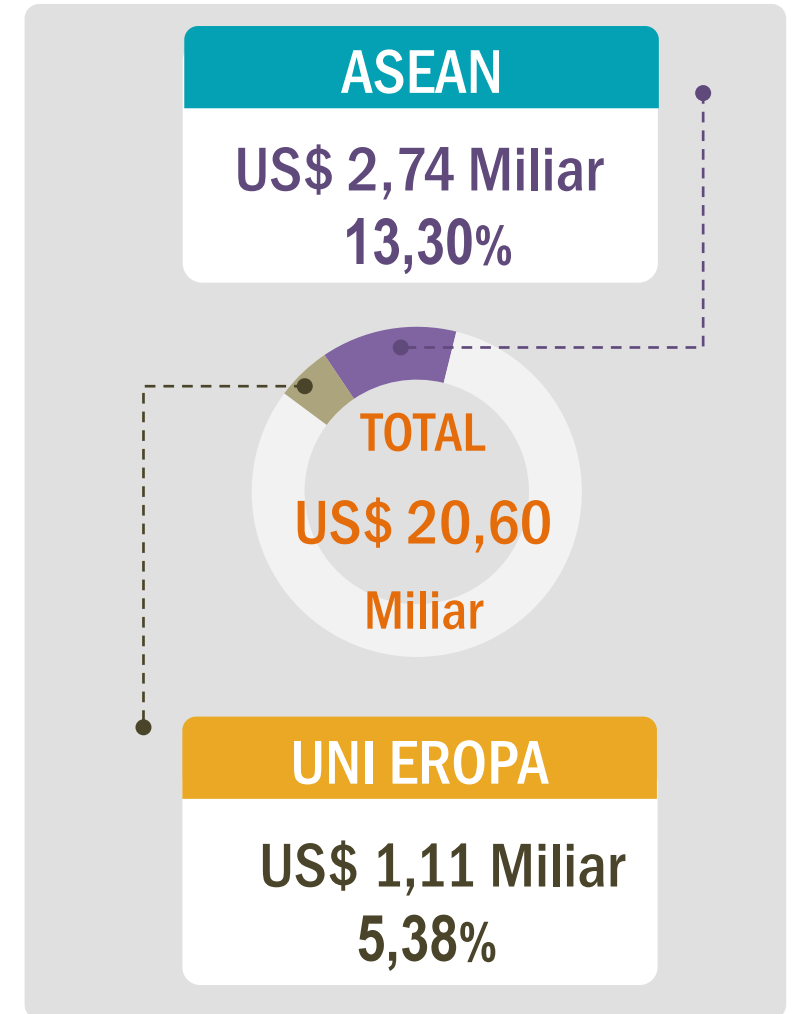 ASEAN
US$ 2,74 Miliar
13,30%
TOTAL
US$ 20,60
Miliar
UNI EROPA
US$ 1,11 Miliar
5,38%